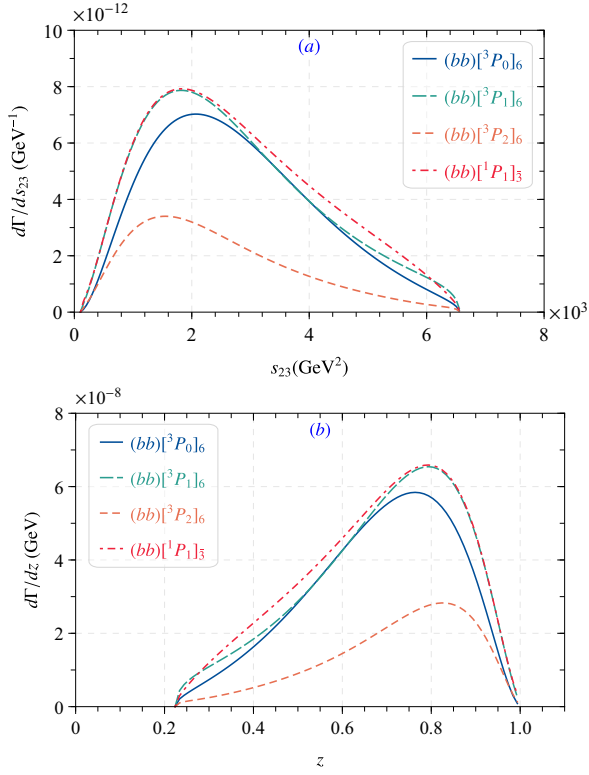 ×10⁻¹²
(a)
10
8
6
4
2
0
dΓ/ds₂₃ (GeV⁻¹)
(bb)[³P₀]₆
(bb)[³P₁]₆
(bb)[³P₂]₆
(bb)[¹P₁]₃̄
0 2 4 6 8
×10³
s₂₃(GeV²)
×10⁻⁸
(b)
8
6
4
2
0
dΓ/dz (GeV)
(bb)[³P₀]₆
(bb)[³P₁]₆
(bb)[³P₂]₆
(bb)[¹P₁]₃̄
0 0.2 0.4 0.6 0.8 1.0
z